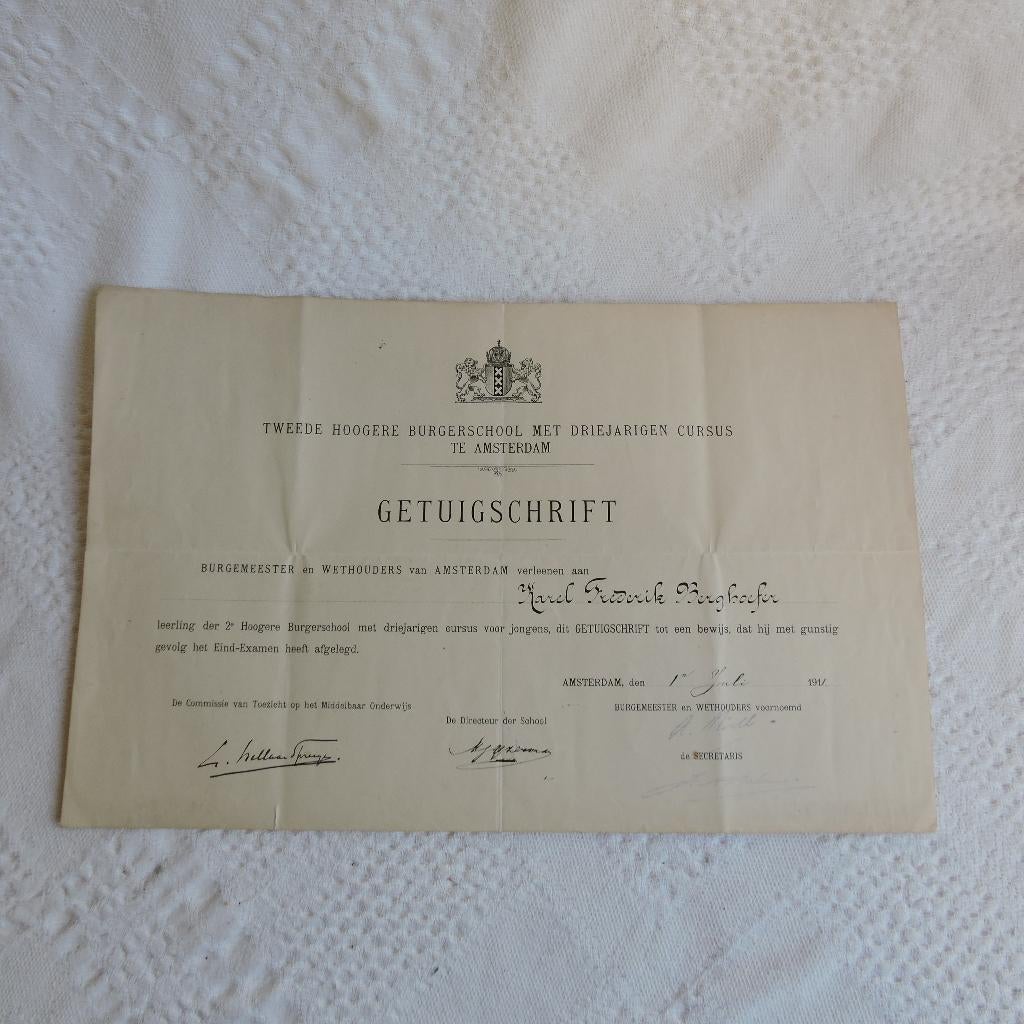 TWEEDE HOOGERE BURGERSCHOOL MET DRIEJARIGEN CURSUS
TE AMSTERDAM
GETUIGSCHRIFT
BURGEMEESTER en WETHOUDERS van AMSTERDAM verleenen aan
Karel Frederik Berghoefer
leerling der 2e Hoogere Burgerschool met driejarigen cursus voor jongens, dit GETUIGSCHRIFT tot een bewijs, dat hij met gunstig
gevolg het Eind-Examen heeft afgelegd.
AMSTERDAM, den 1en Juli 191
De Commissie van Toezicht op het Middelbaar Onderwijs
BURGEMEESTER en WETHOUDERS voornoemd
De Directeur der School
de SECRETARIS